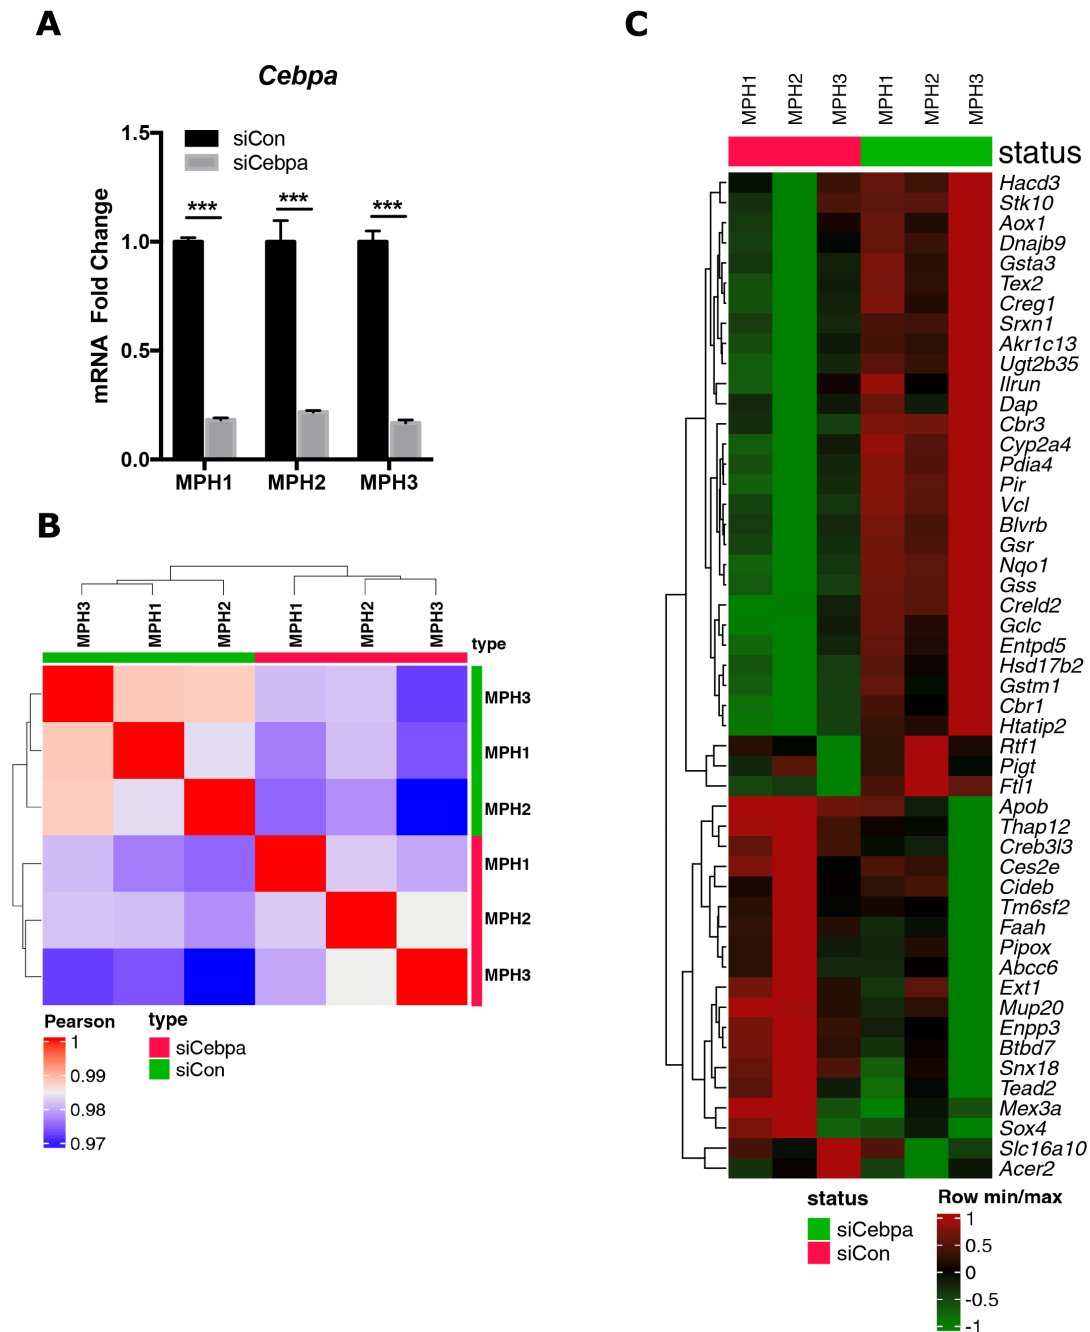 A
Cebpa
siCon
siCebpa
mRNA Fold Change
1.5
1.0
0.5
0.0
***
***
***
MPH1
MPH2
MPH3
B
MPH3
MPH1
MPH2
MPH1
MPH2
MPH3
type
MPH3
MPH1
MPH2
MPH1
MPH2
MPH3
Pearson
1
0.99
0.98
0.97
type
siCebpa
siCon
C
MPH1
MPH2
MPH3
MPH1
MPH2
MPH3
status
Hacd3
Stk10
Aox1
Dnajb9
Gsta3
Tex2
Creg1
Srxn1
Akr1c13
Ugt2b35
Ilrun
Dap
Cbr3
Cyp2a4
Pdia4
Pir
Vcl
Blvrb
Gsr
Nqo1
Gss
Creld2
Gclc
Entpd5
Hsd17b2
Gstm1
Cbr1
Htatip2
Rtf1
Pigt
Ftl1
Apob
Thap12
Creb3l3
Ces2e
Cideb
Tm6sf2
Faah
Pipox
Abcc6
Ext1
Mup20
Enpp3
Btbd7
Snx18
Tead2
Mex3a
Sox4
Slc16a10
Acer2
status
siCebpa
siCon
Row min/max
1
0.5
0
-0.5
-1